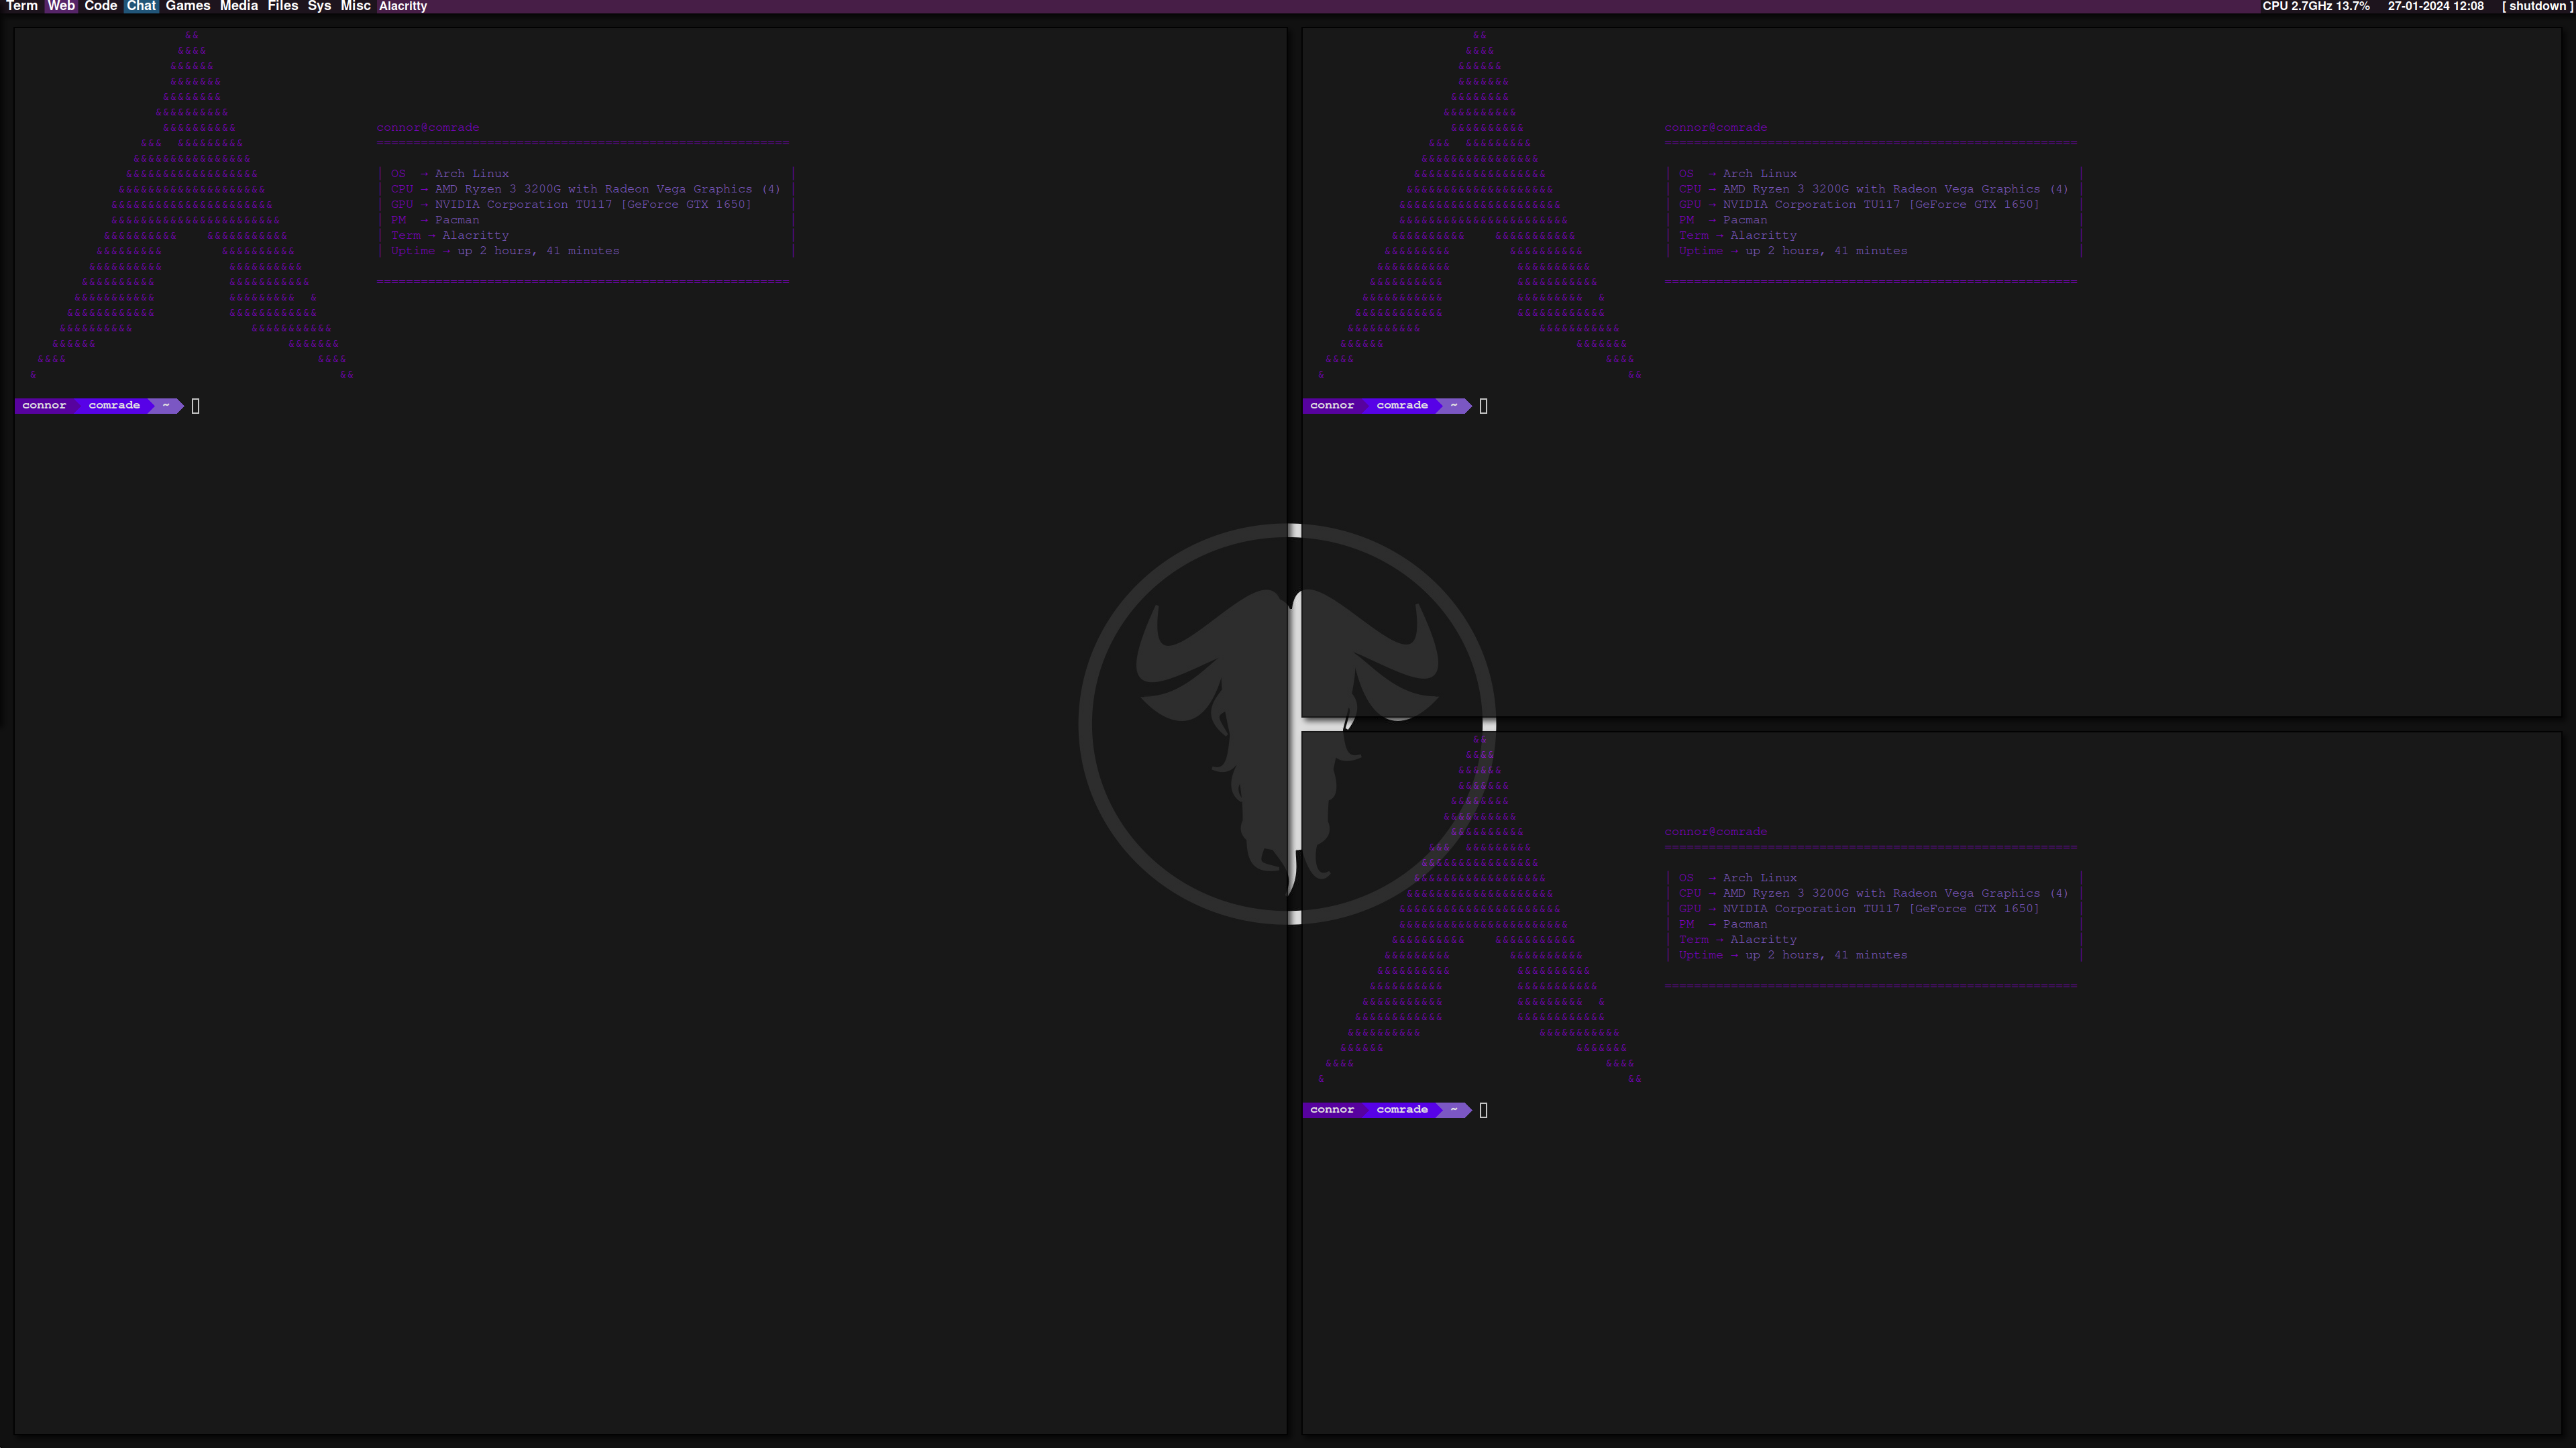 Term Web Code Chat Games Media Files Sys Misc Alacritty
CPU 2.7GHz 13.7% 27-01-2024 12:08 [ shutdown ]
connor@comrade
OS → Arch Linux
CPU → AMD Ryzen 3 3200G with Radeon Vega Graphics (4)
GPU → NVIDIA Corporation TU117 [GeForce GTX 1650]
PM → Pacman
Term → Alacritty
Uptime → up 2 hours, 41 minutes
connor comrade ~
connor@comrade
OS → Arch Linux
CPU → AMD Ryzen 3 3200G with Radeon Vega Graphics (4)
GPU → NVIDIA Corporation TU117 [GeForce GTX 1650]
PM → Pacman
Term → Alacritty
Uptime → up 2 hours, 41 minutes
connor comrade ~
connor@comrade
OS → Arch Linux
CPU → AMD Ryzen 3 3200G with Radeon Vega Graphics (4)
GPU → NVIDIA Corporation TU117 [GeForce GTX 1650]
PM → Pacman
Term → Alacritty
Uptime → up 2 hours, 41 minutes
connor comrade ~